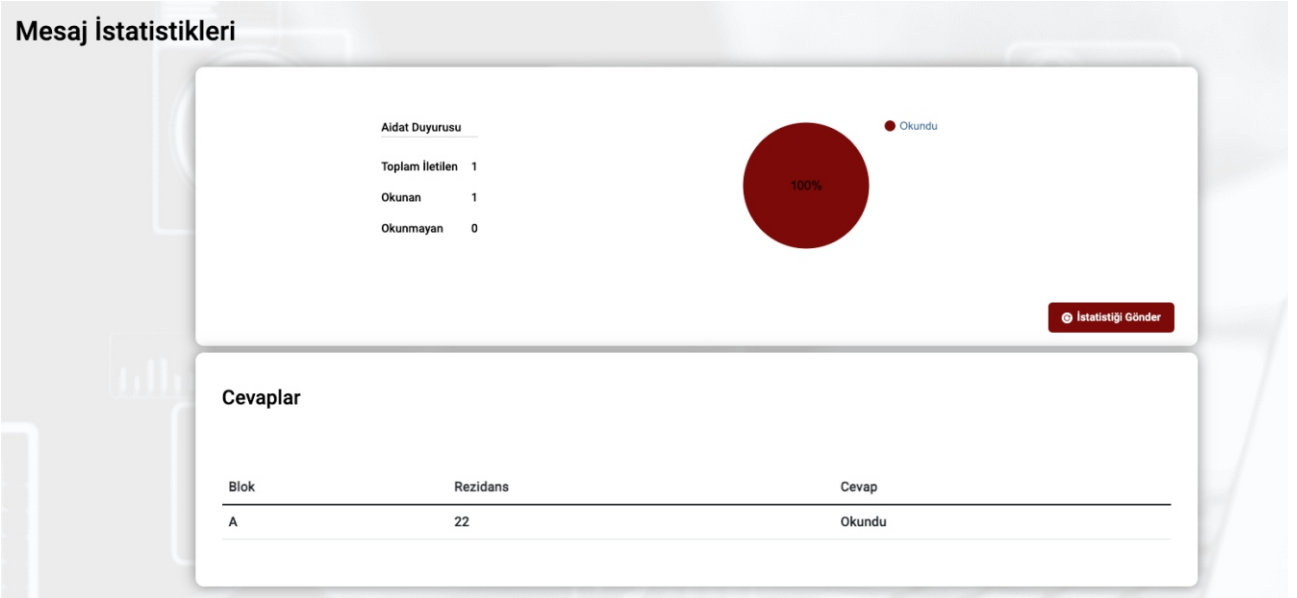 Mesaj İstatistikleri
Aidat Duyurusu
Toplam İletilen 1
Okunan 1
Okunmayan 0
100%
Okundu
İstatistiği Gönder
Cevaplar
Blok Rezidans Cevap
A 22 Okundu